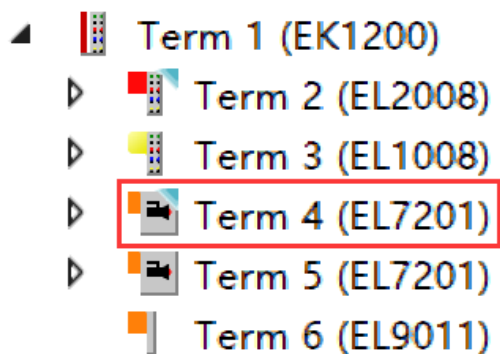 Term 1 (EK1200)
Term 2 (EL2008)
Term 3 (EL1008)
Term 4 (EL7201)
Term 5 (EL7201)
Term 6 (EL9011)